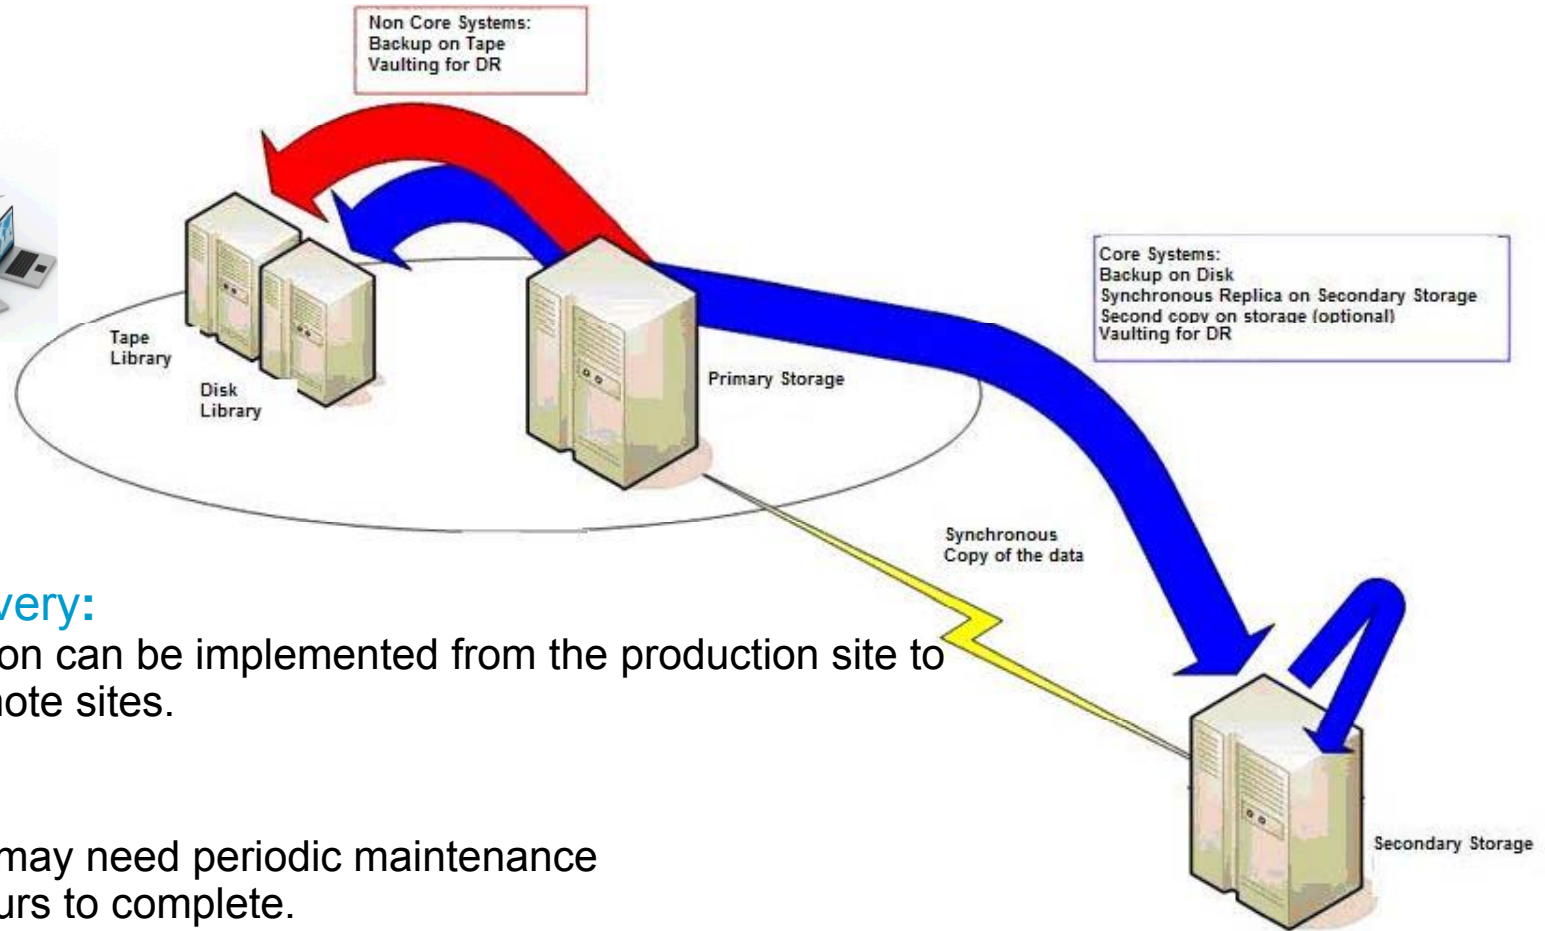 Non Core Systems:
Backup on Tape
Vaulting for DR
Core Systems:
Backup on Disk
Synchronous Replica on Secondary Storage
Second copy on storage (optional)
Vaulting for DR
Tape
Library
Disk
Library
Primary Storage
Synchronous
Copy of the data
very:
on can be implemented from the production site to
note sites.
Secondary Storage
may need periodic maintenance
urs to complete.